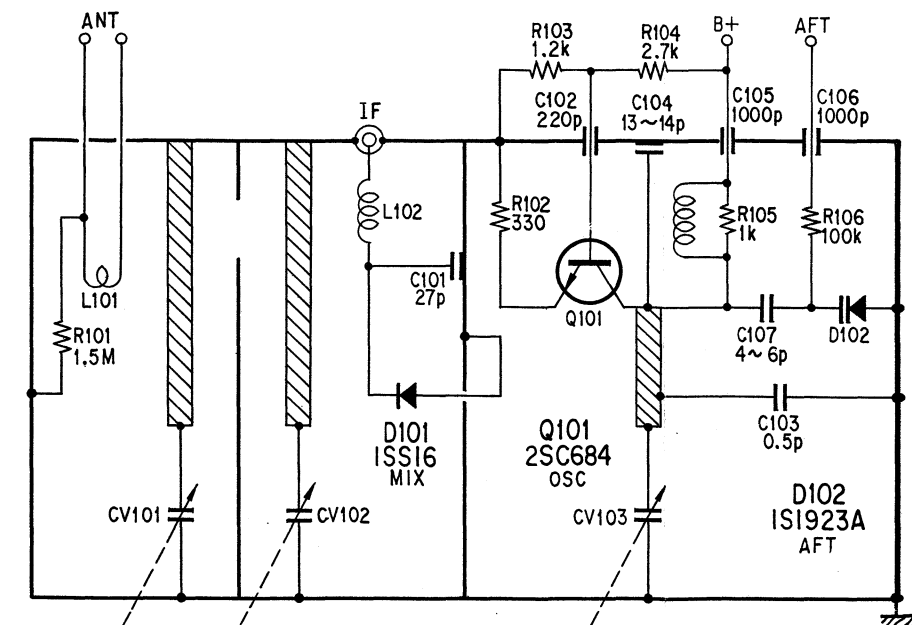 ANT
R103
1.2k
R104
2.7k
B+
AFT
IF
C102
220p
C104
13~14p
C105
1000p
C106
1000p
L102
R102
330
R105
1k
R106
100k
L101
C101
27p
Q101
R101
1.5M
C107
4~6p
D102
D101
1SS16
MIX
Q101
2SC684
OSC
C103
0.5p
CV101
CV102
CV103
D102
1S1923A
AFT